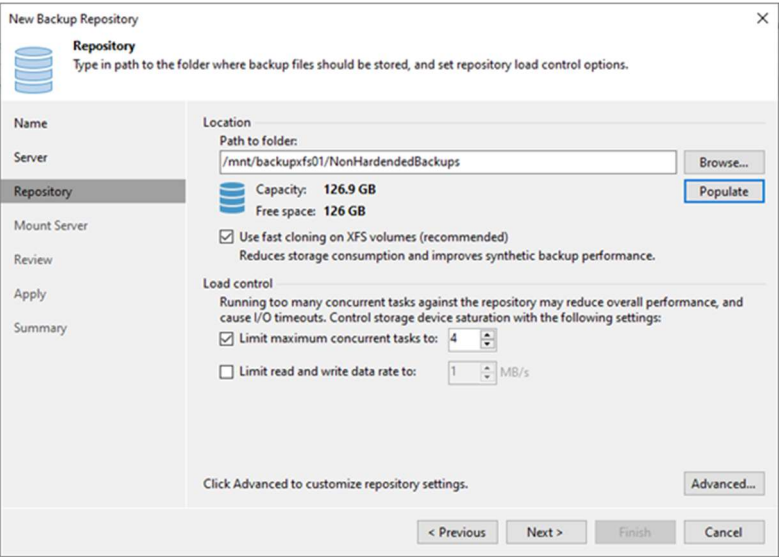 New Backup Repository
Repository
Type in path to the folder where backup files should be stored, and set repository load control options.
Name
Server
Repository
Mount Server
Review
Apply
Summary
Location
Path to folder:
/mnt/backupxfs01/NonHardendedBackups
Browse...
Capacity: 126.9 GB
Populate
Free space: 126 GB
Use fast cloning on XFS volumes (recommended)
Reduces storage consumption and improves synthetic backup performance.
Load control
Running too many concurrent tasks against the repository may reduce overall performance, and
cause I/O timeouts. Control storage device saturation with the following settings:
Limit maximum concurrent tasks to: 4
Limit read and write data rate to: 1 MB/s
Click Advanced to customize repository settings.
Advanced...
< Previous
Next >
Finish
Cancel